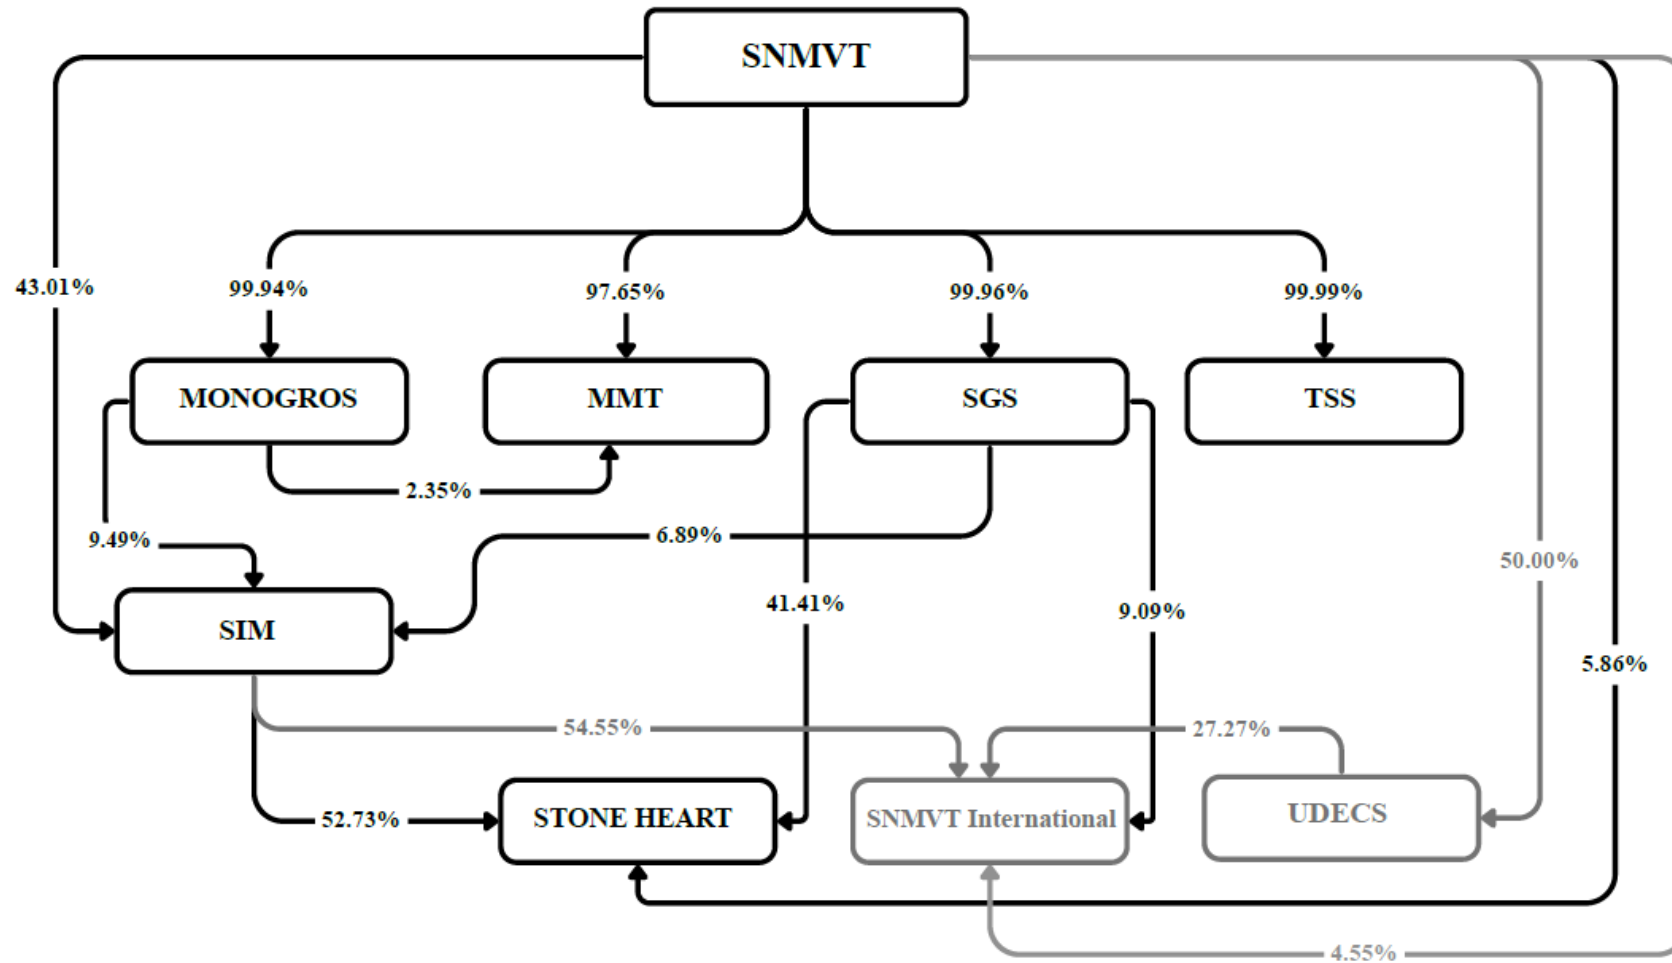 SNMVT
43.01%
99.94%
97.65%
99.96%
99.99%
MONOGROS
MMT
SGS
TSS
2.35%
9.49%
6.89%
50.00%
41.41%
9.09%
SIM
5.86%
54.55%
27.27%
52.73%
STONE HEART
SNMVT International
UDECS
4.55%